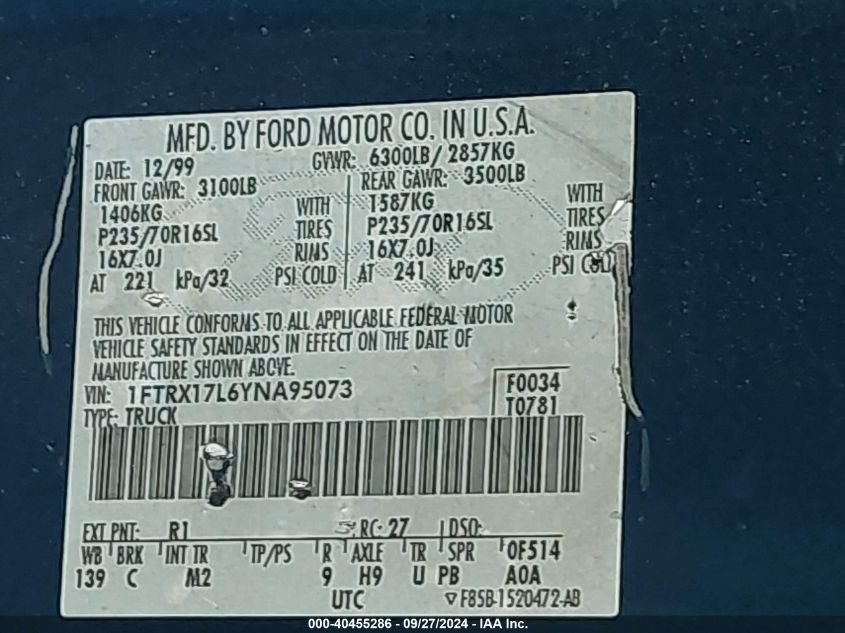 MFD. BY FORD MOTOR CO. IN U.S.A.
DATE: 12/99 GVWR: 6300LB/ 2857KG
FRONT GAWR: 3100LB REAR GAWR: 3500LB
1406KG WITH 1587KG WITH
P235/70R16SL TIRES P235/70R16SL TIRES
16X7.0J RIMS 16X7.0J RIMS
AT 221 kPa/32 PSI COLD AT 241 kPa/35 PSI COLD
THIS VEHICLE CONFORMS TO ALL APPLICABLE FEDERAL MOTOR
VEHICLE SAFETY STANDARDS IN EFFECT ON THE DATE OF
MANUFACTURE SHOWN ABOVE.
VIN: 1FTRX17L6YNA95073 F0034
TYPE: TRUCK T0781
EXT PNT: R1 RC: 27 DSO:
WB BRK INT TR TP/PS R AXLE TR SPR 0F514
139 C M2 9 H9 U PB A0A
UTC F85B-1520472-AB
000-40455286 - 09/27/2024 - IAA Inc.